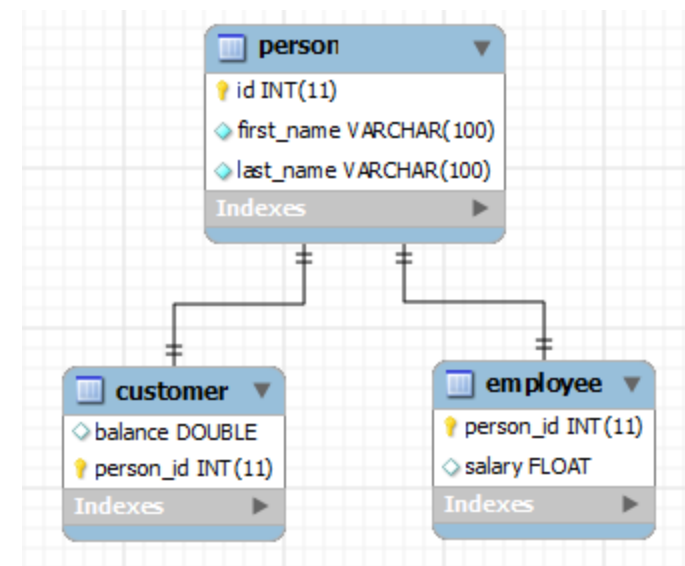 person
id INT(11)
first_name VARCHAR(100)
last_name VARCHAR(100)
Indexes
customer
balance DOUBLE
person_id INT(11)
Indexes
employee
person_id INT(11)
salary FLOAT
Indexes